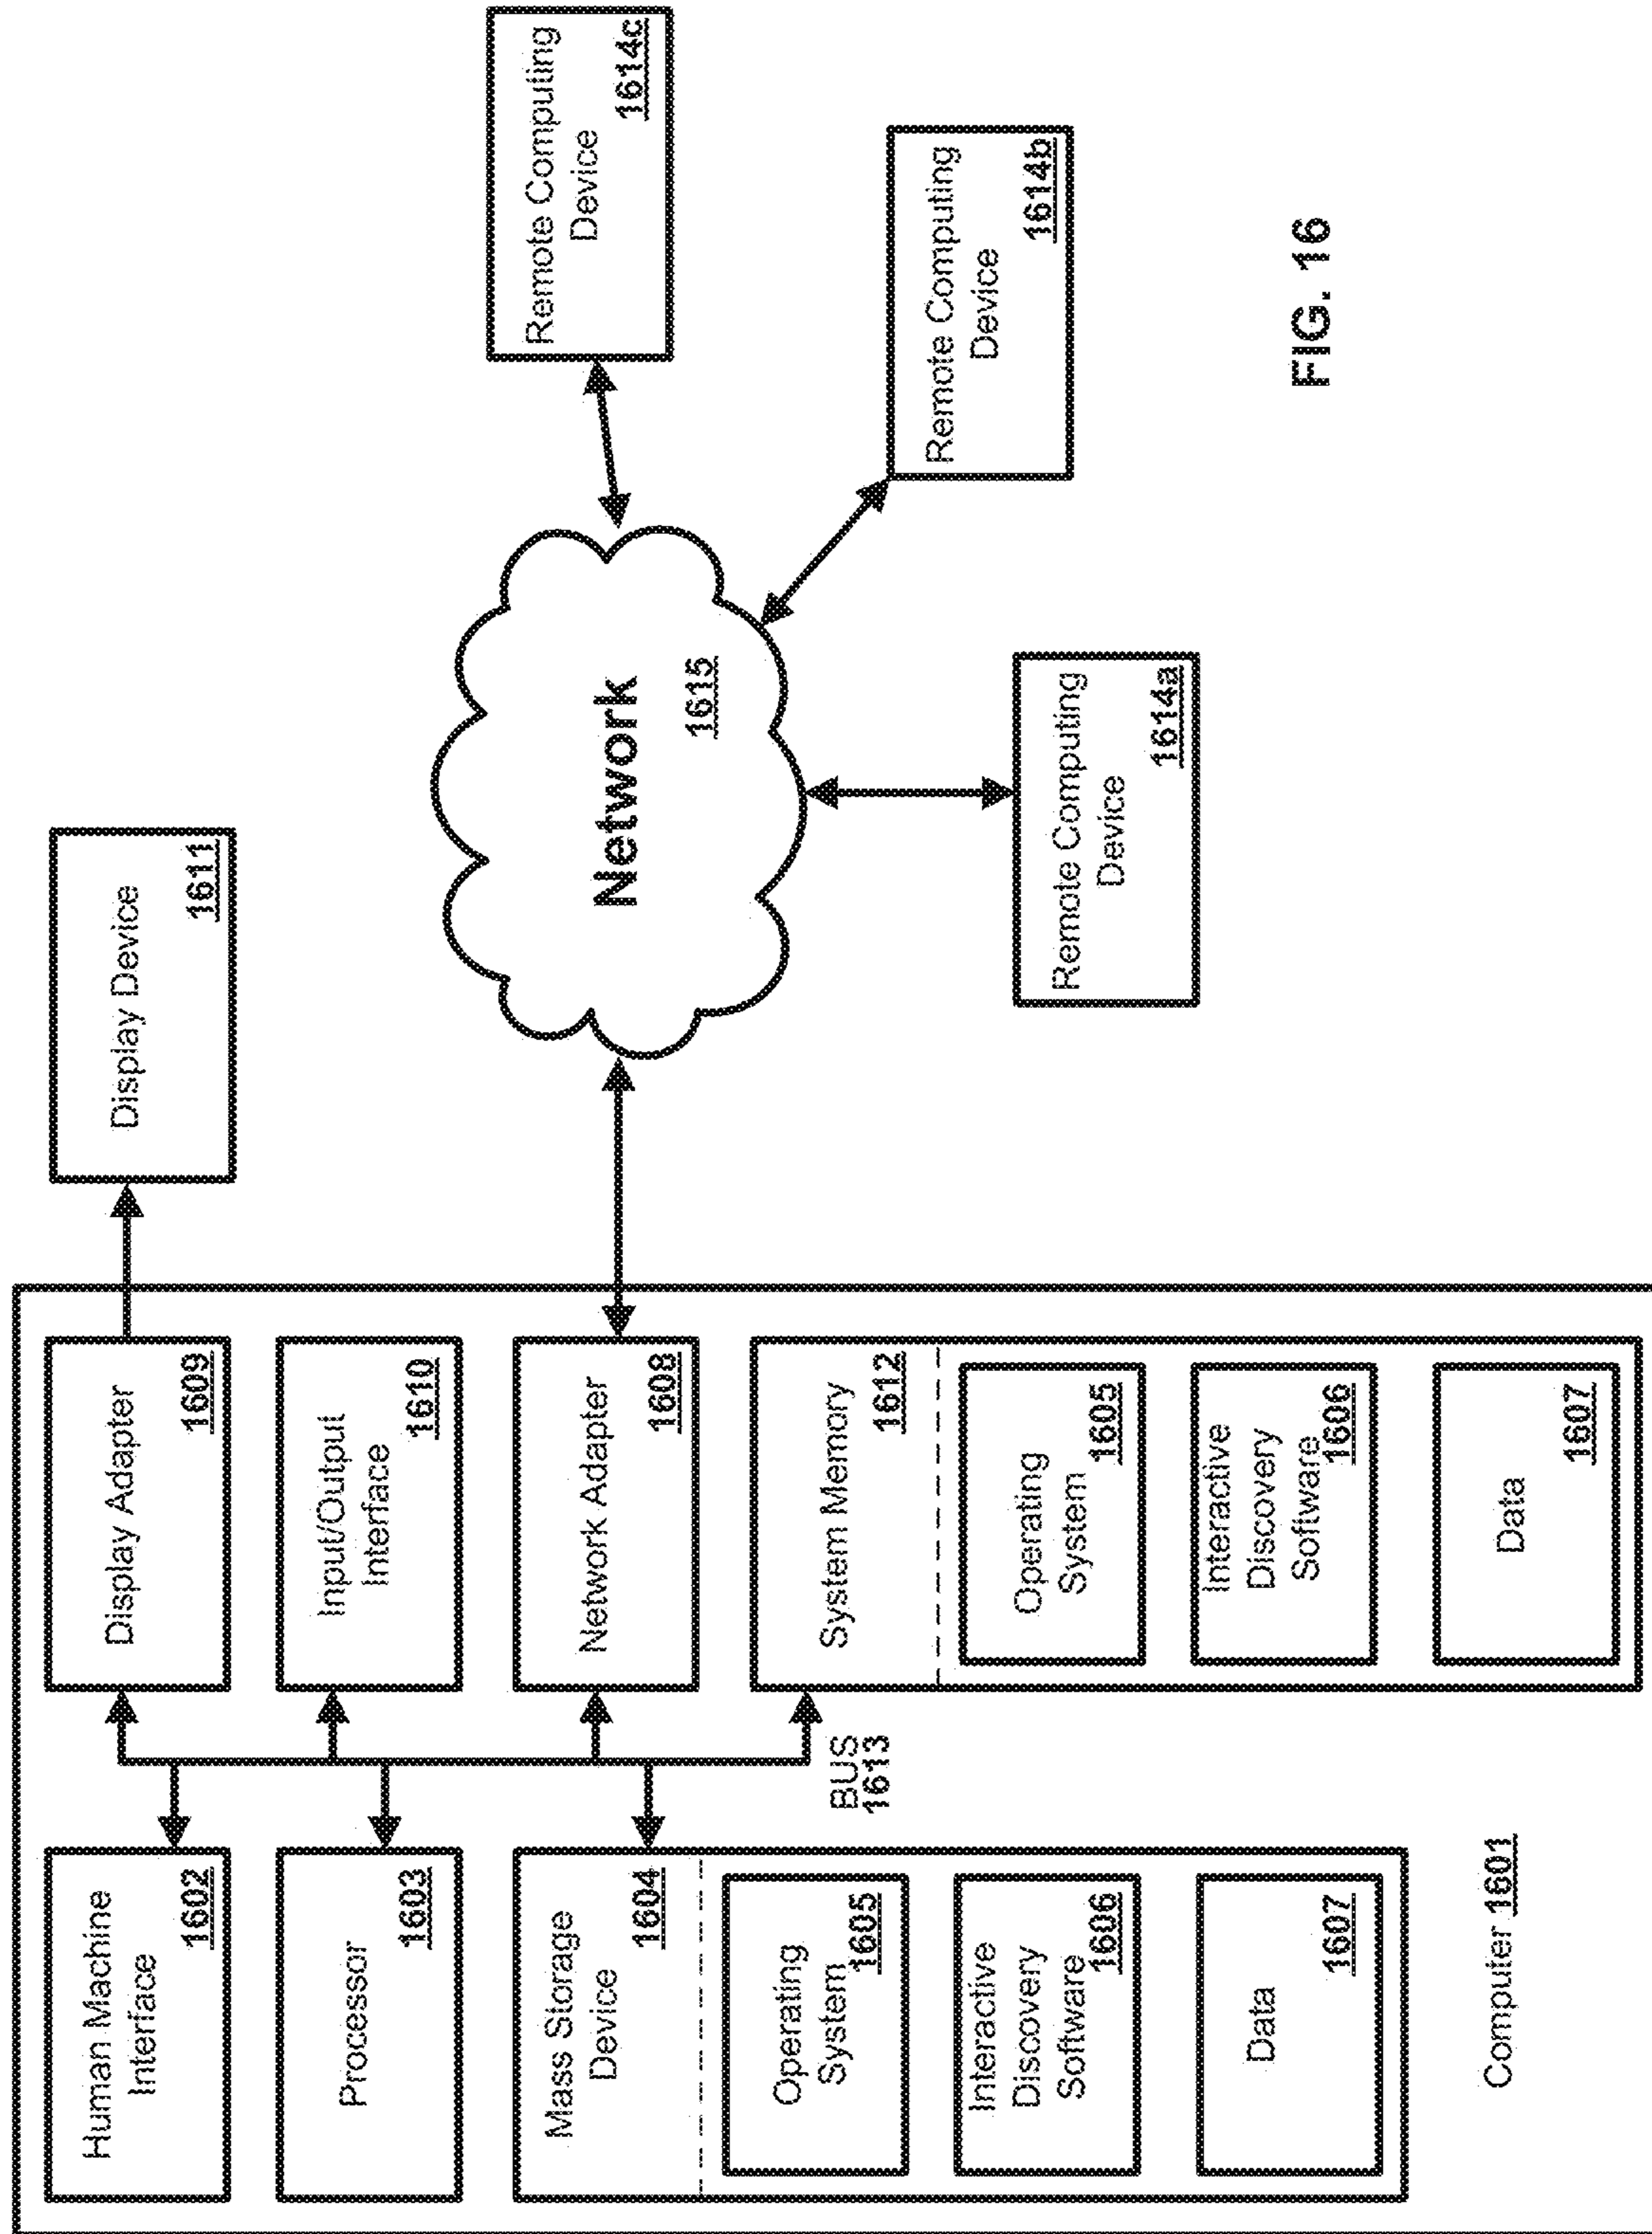 Human Machine
Interface
1602
Processor
1603
Mass Storage
Device
1604
Operating
System
1605
Interactive
Discovery
Software
1606
Data
1607
Computer 1601
BUS
1613
Display Adapter
1609
Input/Output
Interface
1610
Network Adapter
1608
System Memory
1612
Operating
System
1605
Interactive
Discovery
Software
1606
Data
1607
Display Device
1611
Network
1615
Remote Computing
Device
1614a
Remote Computing
Device
1614b
Remote Computing
Device
1614c
FIG. 16